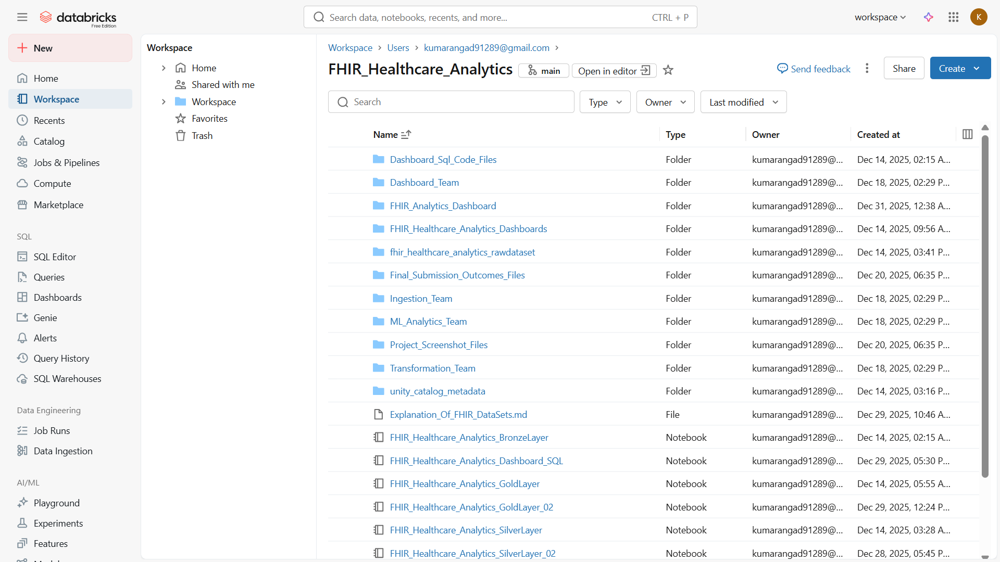 databricks
Free Edition
Search data, notebooks, recents, and more...
CTRL + P
workspace
K
New
Home
Workspace
Recents
Catalog
Jobs & Pipelines
Compute
Marketplace
SQL
SQL Editor
Queries
Dashboards
Genie
Alerts
Query History
SQL Warehouses
Data Engineering
Job Runs
Data Ingestion
AI/ML
Playground
Experiments
Features
Workspace
Home
Shared with me
Workspace
Favorites
Trash
Workspace > Users > kumarangad91289@gmail.com >
FHIR_Healthcare_Analytics
main
Open in editor
Send feedback
Share
Create
Search
Type
Owner
Last modified
Name Type Owner Created at
Dashboard_Sql_Code_Files Folder kumarangad91289@... Dec 14, 2025, 02:15 A...
Dashboard_Team Folder kumarangad91289@... Dec 18, 2025, 02:29 P...
FHIR_Analytics_Dashboard Folder kumarangad91289@... Dec 31, 2025, 12:38 A...
FHIR_Healthcare_Analytics_Dashboards Folder kumarangad91289@... Dec 14, 2025, 09:56 A...
fhir_healthcare_analytics_rawdataset Folder kumarangad91289@... Dec 14, 2025, 03:41 P...
Final_Submission_Outcomes_Files Folder kumarangad91289@... Dec 20, 2025, 06:35 P...
Ingestion_Team Folder kumarangad91289@... Dec 18, 2025, 02:29 P...
ML_Analytics_Team Folder kumarangad91289@... Dec 18, 2025, 02:29 P...
Project_Screenshot_Files Folder kumarangad91289@... Dec 20, 2025, 06:35 P...
Transformation_Team Folder kumarangad91289@... Dec 18, 2025, 02:29 P...
unity_catalog_metadata Folder kumarangad91289@... Dec 14, 2025, 03:16 P...
Explanation_Of_FHIR_DataSets.md File kumarangad91289@... Dec 29, 2025, 10:46 A...
FHIR_Healthcare_Analytics_BronzeLayer Notebook kumarangad91289@... Dec 14, 2025, 02:15 A...
FHIR_Healthcare_Analytics_Dashboard_SQL Notebook kumarangad91289@... Dec 29, 2025, 05:30 P...
FHIR_Healthcare_Analytics_GoldLayer Notebook kumarangad91289@... Dec 14, 2025, 05:55 A...
FHIR_Healthcare_Analytics_GoldLayer_02 Notebook kumarangad91289@... Dec 29, 2025, 12:24 P...
FHIR_Healthcare_Analytics_SilverLayer Notebook kumarangad91289@... Dec 14, 2025, 03:28 A...
FHIR_Healthcare_Analytics_SilverLayer_02 Notebook kumarangad91289@... Dec 28, 2025, 05:45 P...